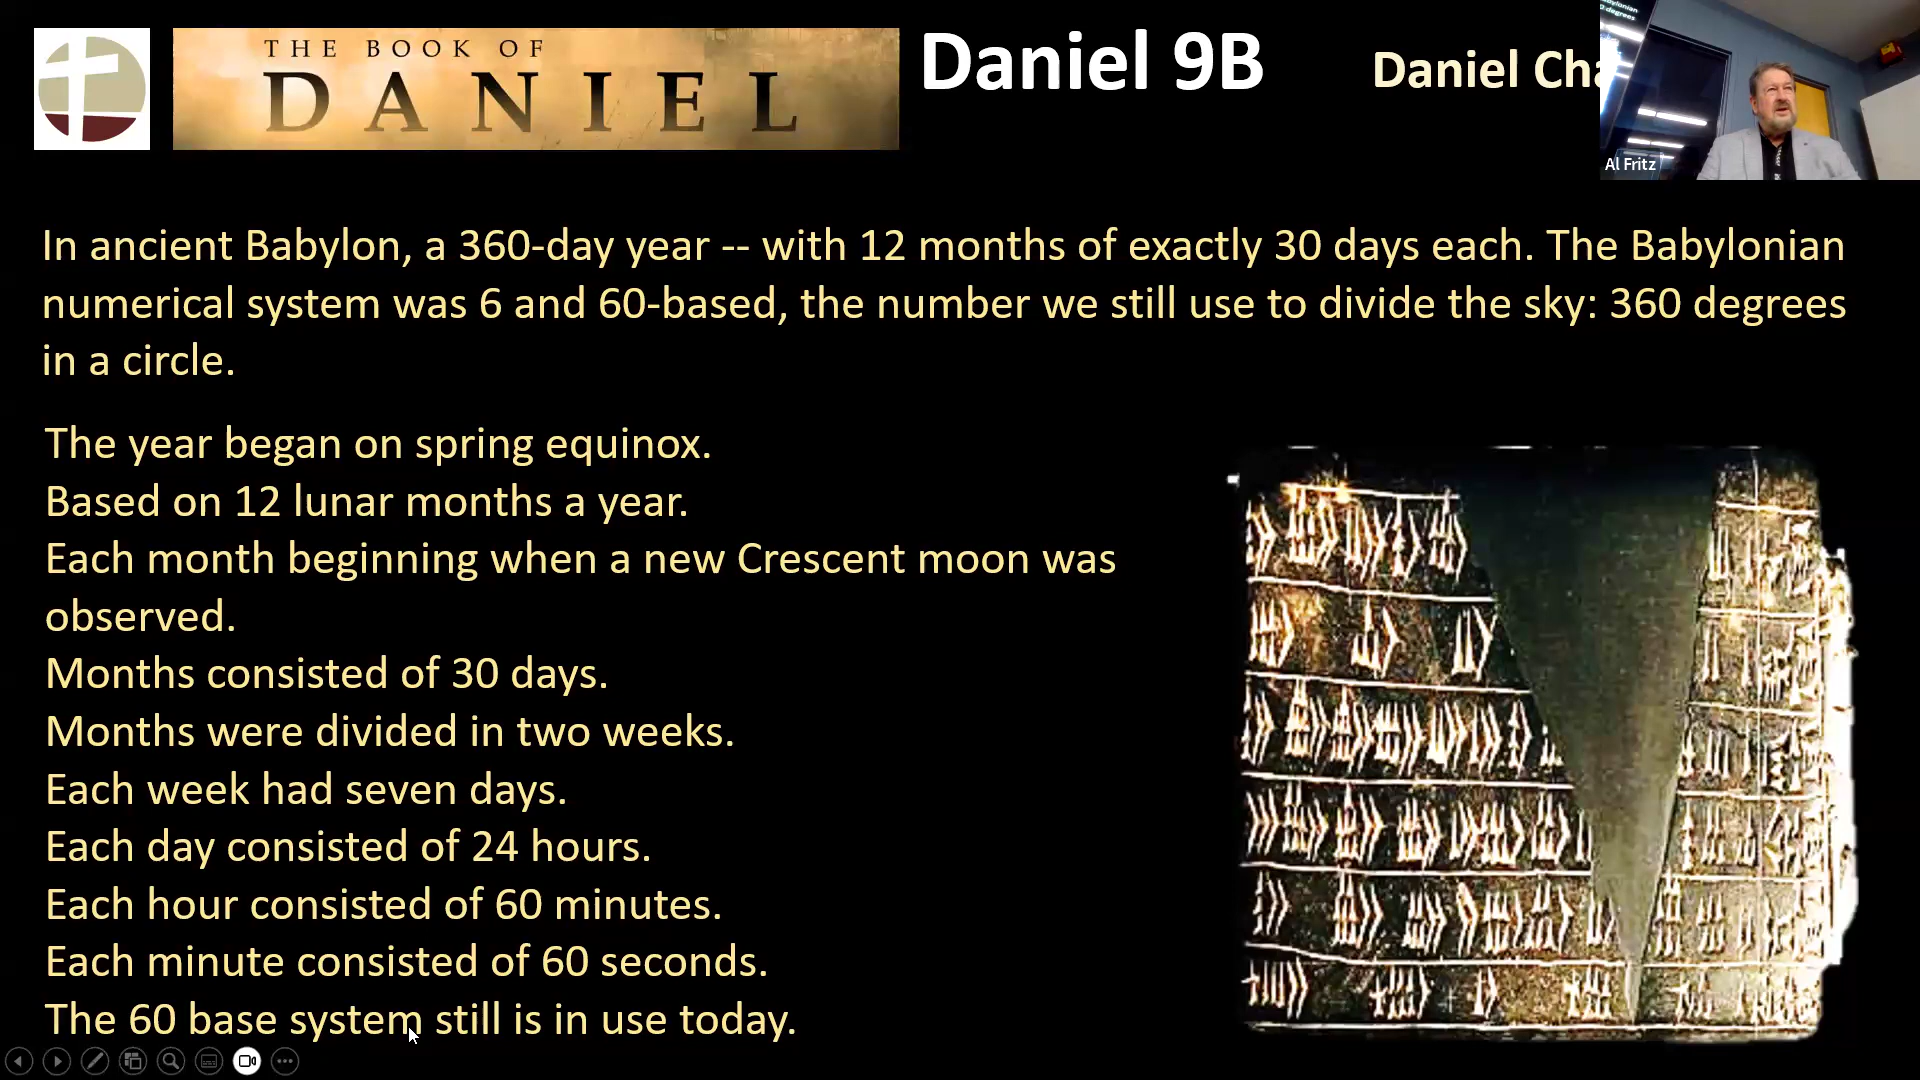 THE BOOK OF
DANIEL
Daniel 9B
Daniel Cha
Al Fritz
In ancient Babylon, a 360-day year -- with 12 months of exactly 30 days each. The Babylonian
numerical system was 6 and 60-based, the number we still use to divide the sky: 360 degrees
in a circle.
The year began on spring equinox.
Based on 12 lunar months a year.
Each month beginning when a new Crescent moon was
observed.
Months consisted of 30 days.
Months were divided in two weeks.
Each week had seven days.
Each day consisted of 24 hours.
Each hour consisted of 60 minutes.
Each minute consisted of 60 seconds.
The 60 base system still is in use today.